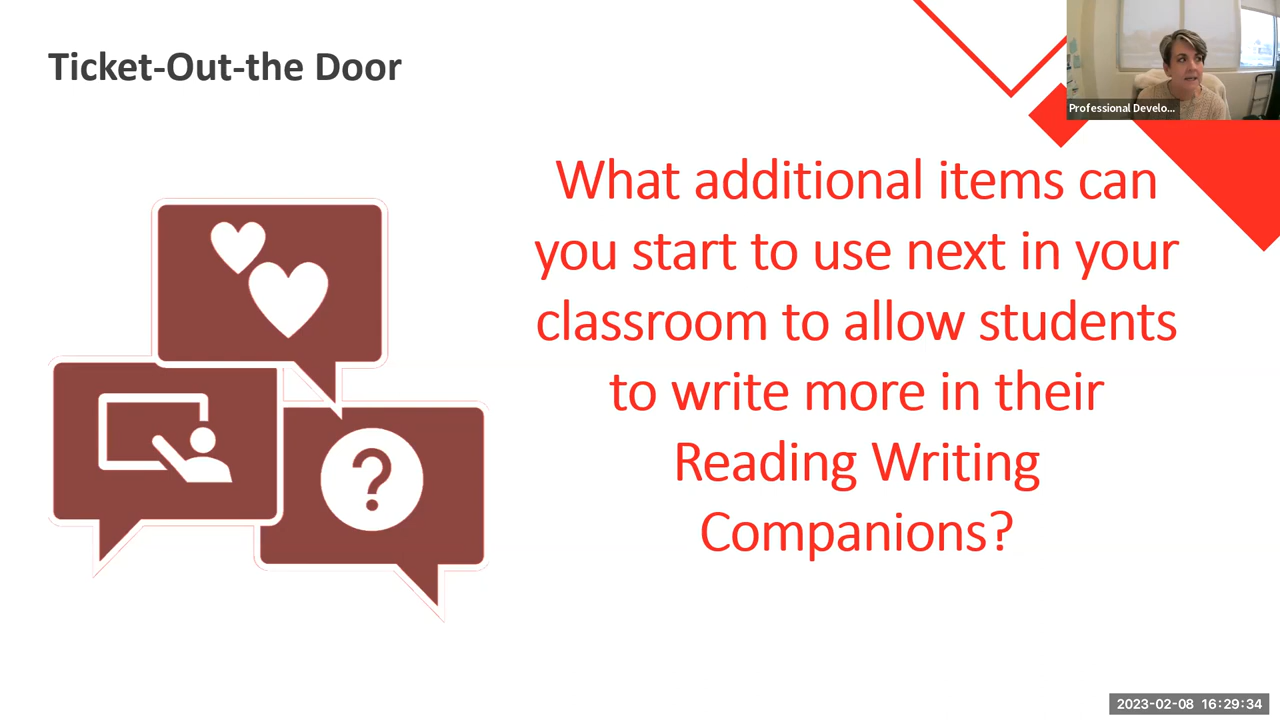 Ticket-Out-the Door
Professional Develo...
What additional items can
you start to use next in your
classroom to allow students
to write more in their
Reading Writing
Companions?
?
2023-02-08 16:29:34